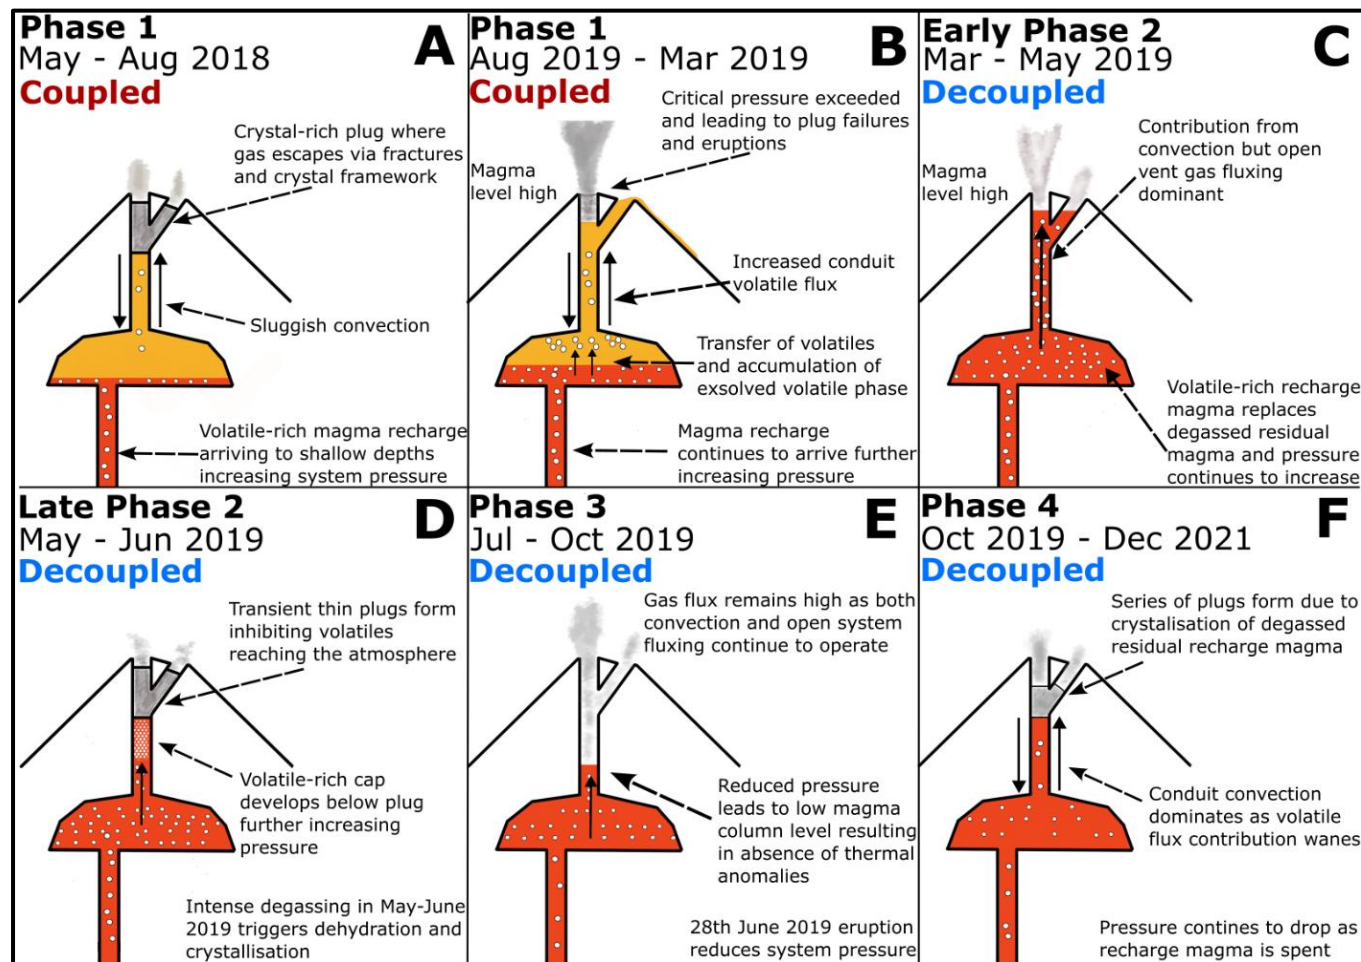 Phase 1
May - Aug 2018
Coupled
A
Crystal-rich plug where
gas escapes via fractures
and crystal framework
Sluggish convection
Volatile-rich magma recharge
arriving to shallow depths
increasing system pressure
Phase 1
Aug 2019 - Mar 2019
Coupled
B
Critical pressure exceeded
and leading to plug failures
and eruptions
Magma
level high
Increased conduit
volatile flux
Transfer of volatiles
and accumulation of
exsolved volatile phase
Magma recharge
continues to arrive further
increasing pressure
Early Phase 2
Mar - May 2019
Decoupled
C
Contribution from
convection but open
vent gas fluxing
dominant
Magma
level high
Volatile-rich recharge
magma replaces
degassed residual
magma and pressure
continues to increase
Late Phase 2
May - Jun 2019
Decoupled
D
Transient thin plugs form
inhibiting volatiles
reaching the atmosphere
Volatile-rich cap
develops below plug
further increasing
pressure
Intense degassing in May-June
2019 triggers dehydration and
crystallisation
Phase 3
Jul - Oct 2019
Decoupled
E
Gas flux remains high as both
convection and open system
fluxing continue to operate
Reduced pressure
leads to low magma
column level resulting
in absence of thermal
anomalies
28th June 2019 eruption
reduces system pressure
Phase 4
Oct 2019 - Dec 2021
Decoupled
F
Series of plugs form due to
crystalisation of degassed
residual recharge magma
Conduit convection
dominates as volatile
flux contribution wanes
Pressure contines to drop as
recharge magma is spent